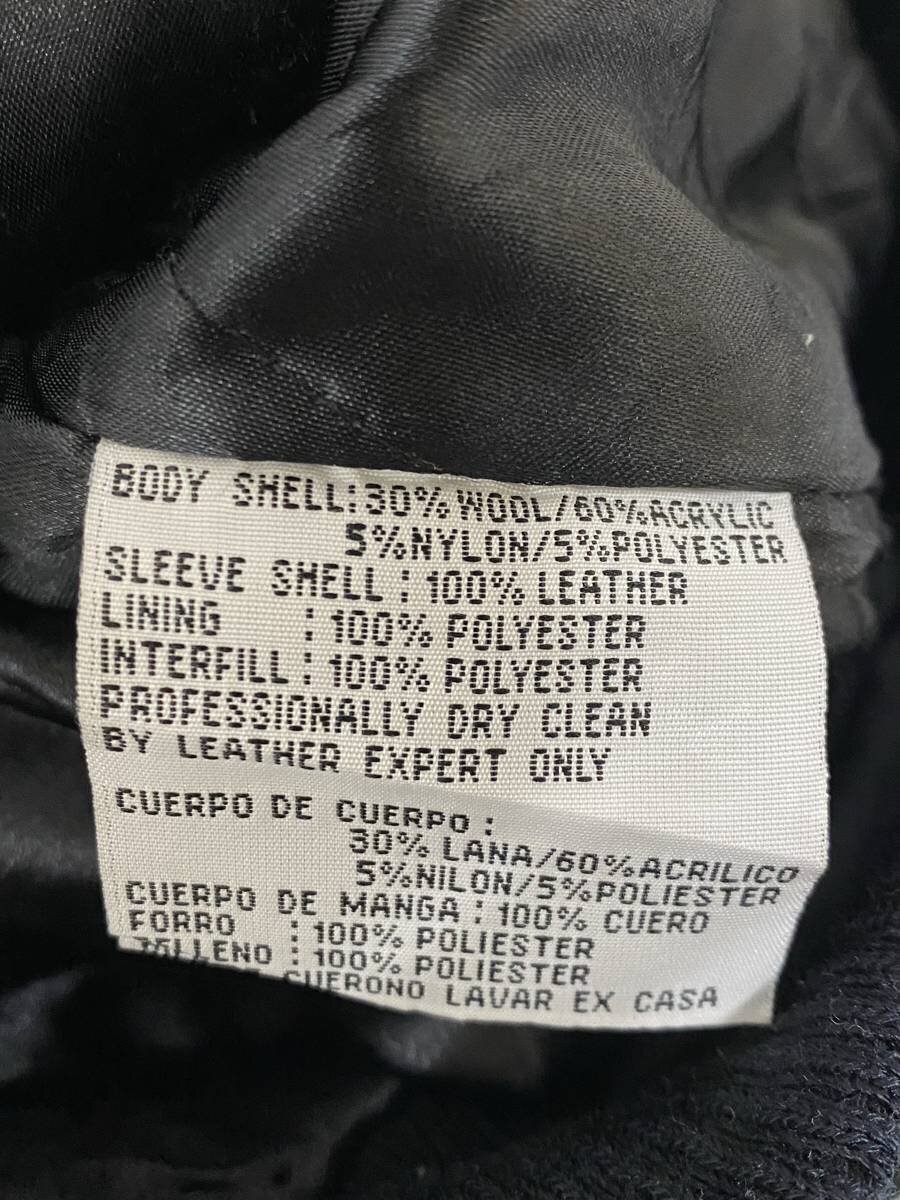 BODY SHELL:30% WOOL/60%ACRYLIC
5%NYLON/5%POLYESTER
SLEEVE SHELL : 100% LEATHER
LINING : 100% POLYESTER
INTERFILL : 100% POLYESTER
PROFESSIONALLY DRY CLEAN
BY LEATHER EXPERT ONLY
CUERPO DE CUERPO :
30% LANA/60%ACRILICO
5%NILON/5%POLIESTER
CUERPO DE MANGA : 100% CUERO
FORRO : 100% POLIESTER
: 100% POLIESTER
CUERONO LAVAR EX CASA